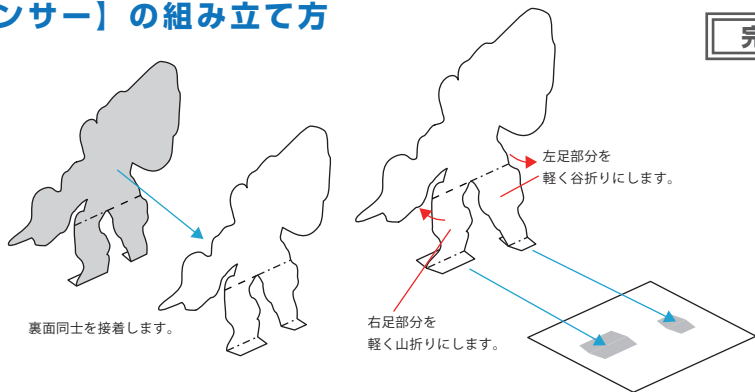 ンサー】の組み立て方
完
左足部分を
軽く谷折りにします。
裏面同士を接着します。
右足部分を
軽く山折りにします。